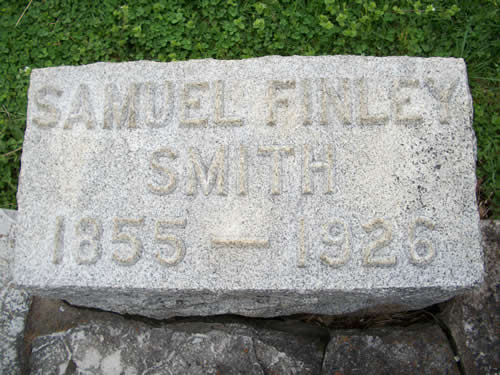 SAMUEL FINLEY
SMITH
1855 — 1926